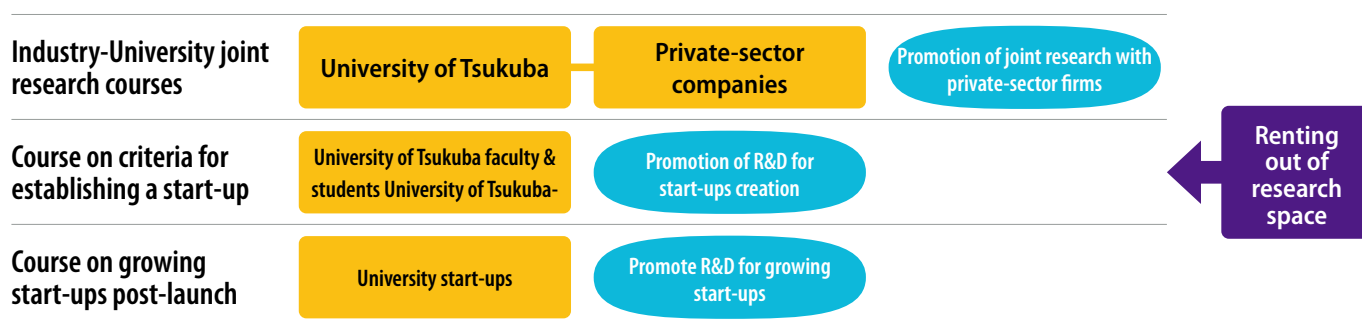 Industry-University joint
research courses
University of Tsukuba
Private-sector
companies
Promotion of joint research with
private-sector firms
Course on criteria for
establishing a start-up
University of Tsukuba faculty &
students University of Tsukuba-
Promotion of R&D for
start-ups creation
Course on growing
start-ups post-launch
University start-ups
Promote R&D for growing
start-ups
Renting
out of
research
space